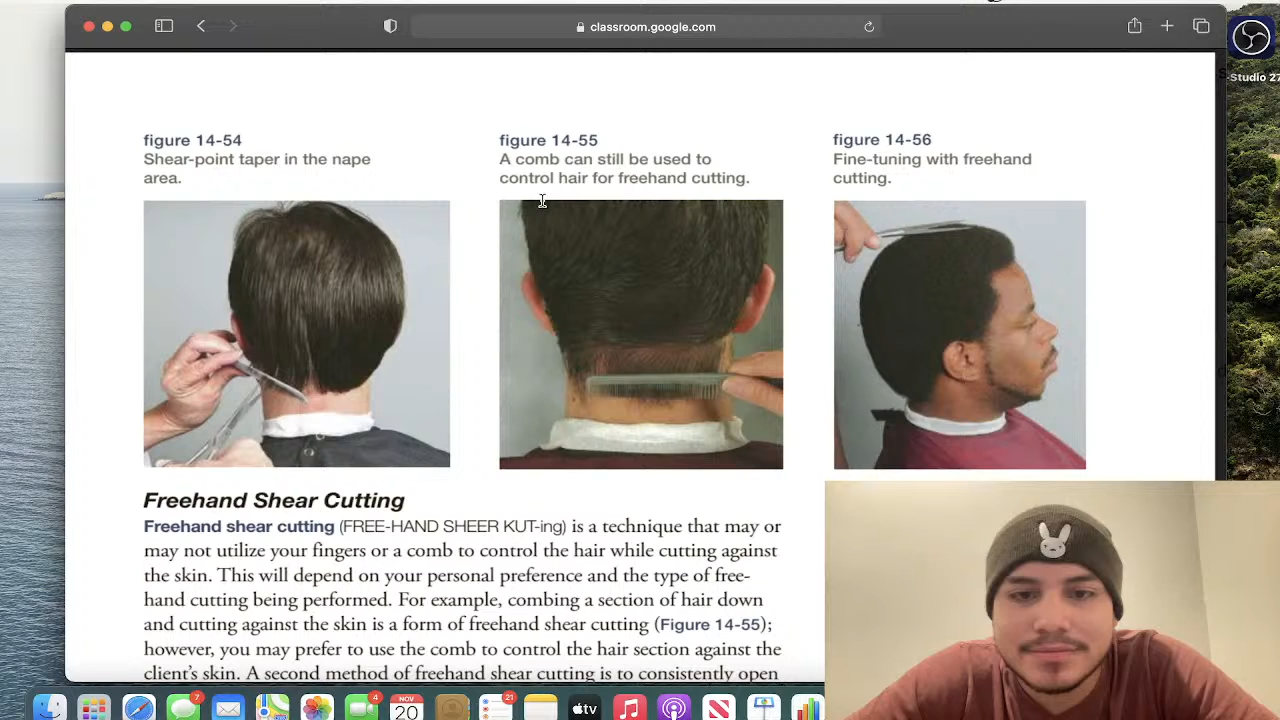 classroom.google.com
-Studio 27
figure 14-54
Shear-point taper in the nape
area.
figure 14-55
A comb can still be used to
control hair for freehand cutting.
figure 14-56
Fine-tuning with freehand
cutting.
Freehand Shear Cutting
Freehand shear cutting (FREE-HAND SHEER KUT-ing) is a technique that may or
may not utilize your fingers or a comb to control the hair while cutting against
the skin. This will depend on your personal preference and the type of free-
hand cutting being performed. For example, combing a section of hair down
and cutting against the skin is a form of freehand shear cutting (Figure 14-55);
however, you may prefer to use the comb to control the hair section against the
client's skin. A second method of freehand shear cutting is to consistently open
7
4
NOV
20
21
tv